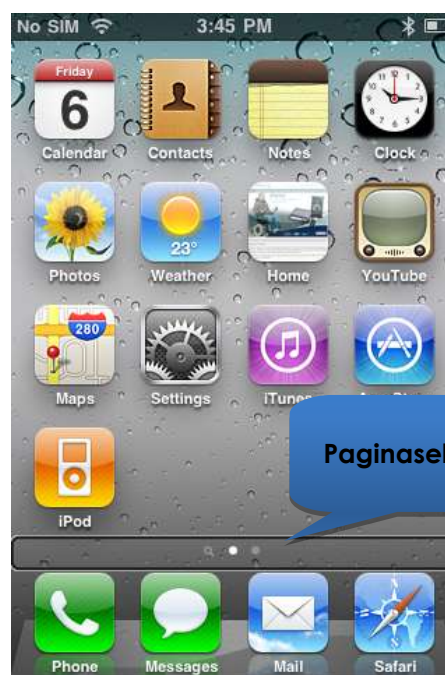 No SIM 3:45 PM
Friday
6
Calendar Contacts Notes Clock
23°
Photos Weather Home YouTube
280
Maps Settings
iPod
Phone Messages Mail Safari